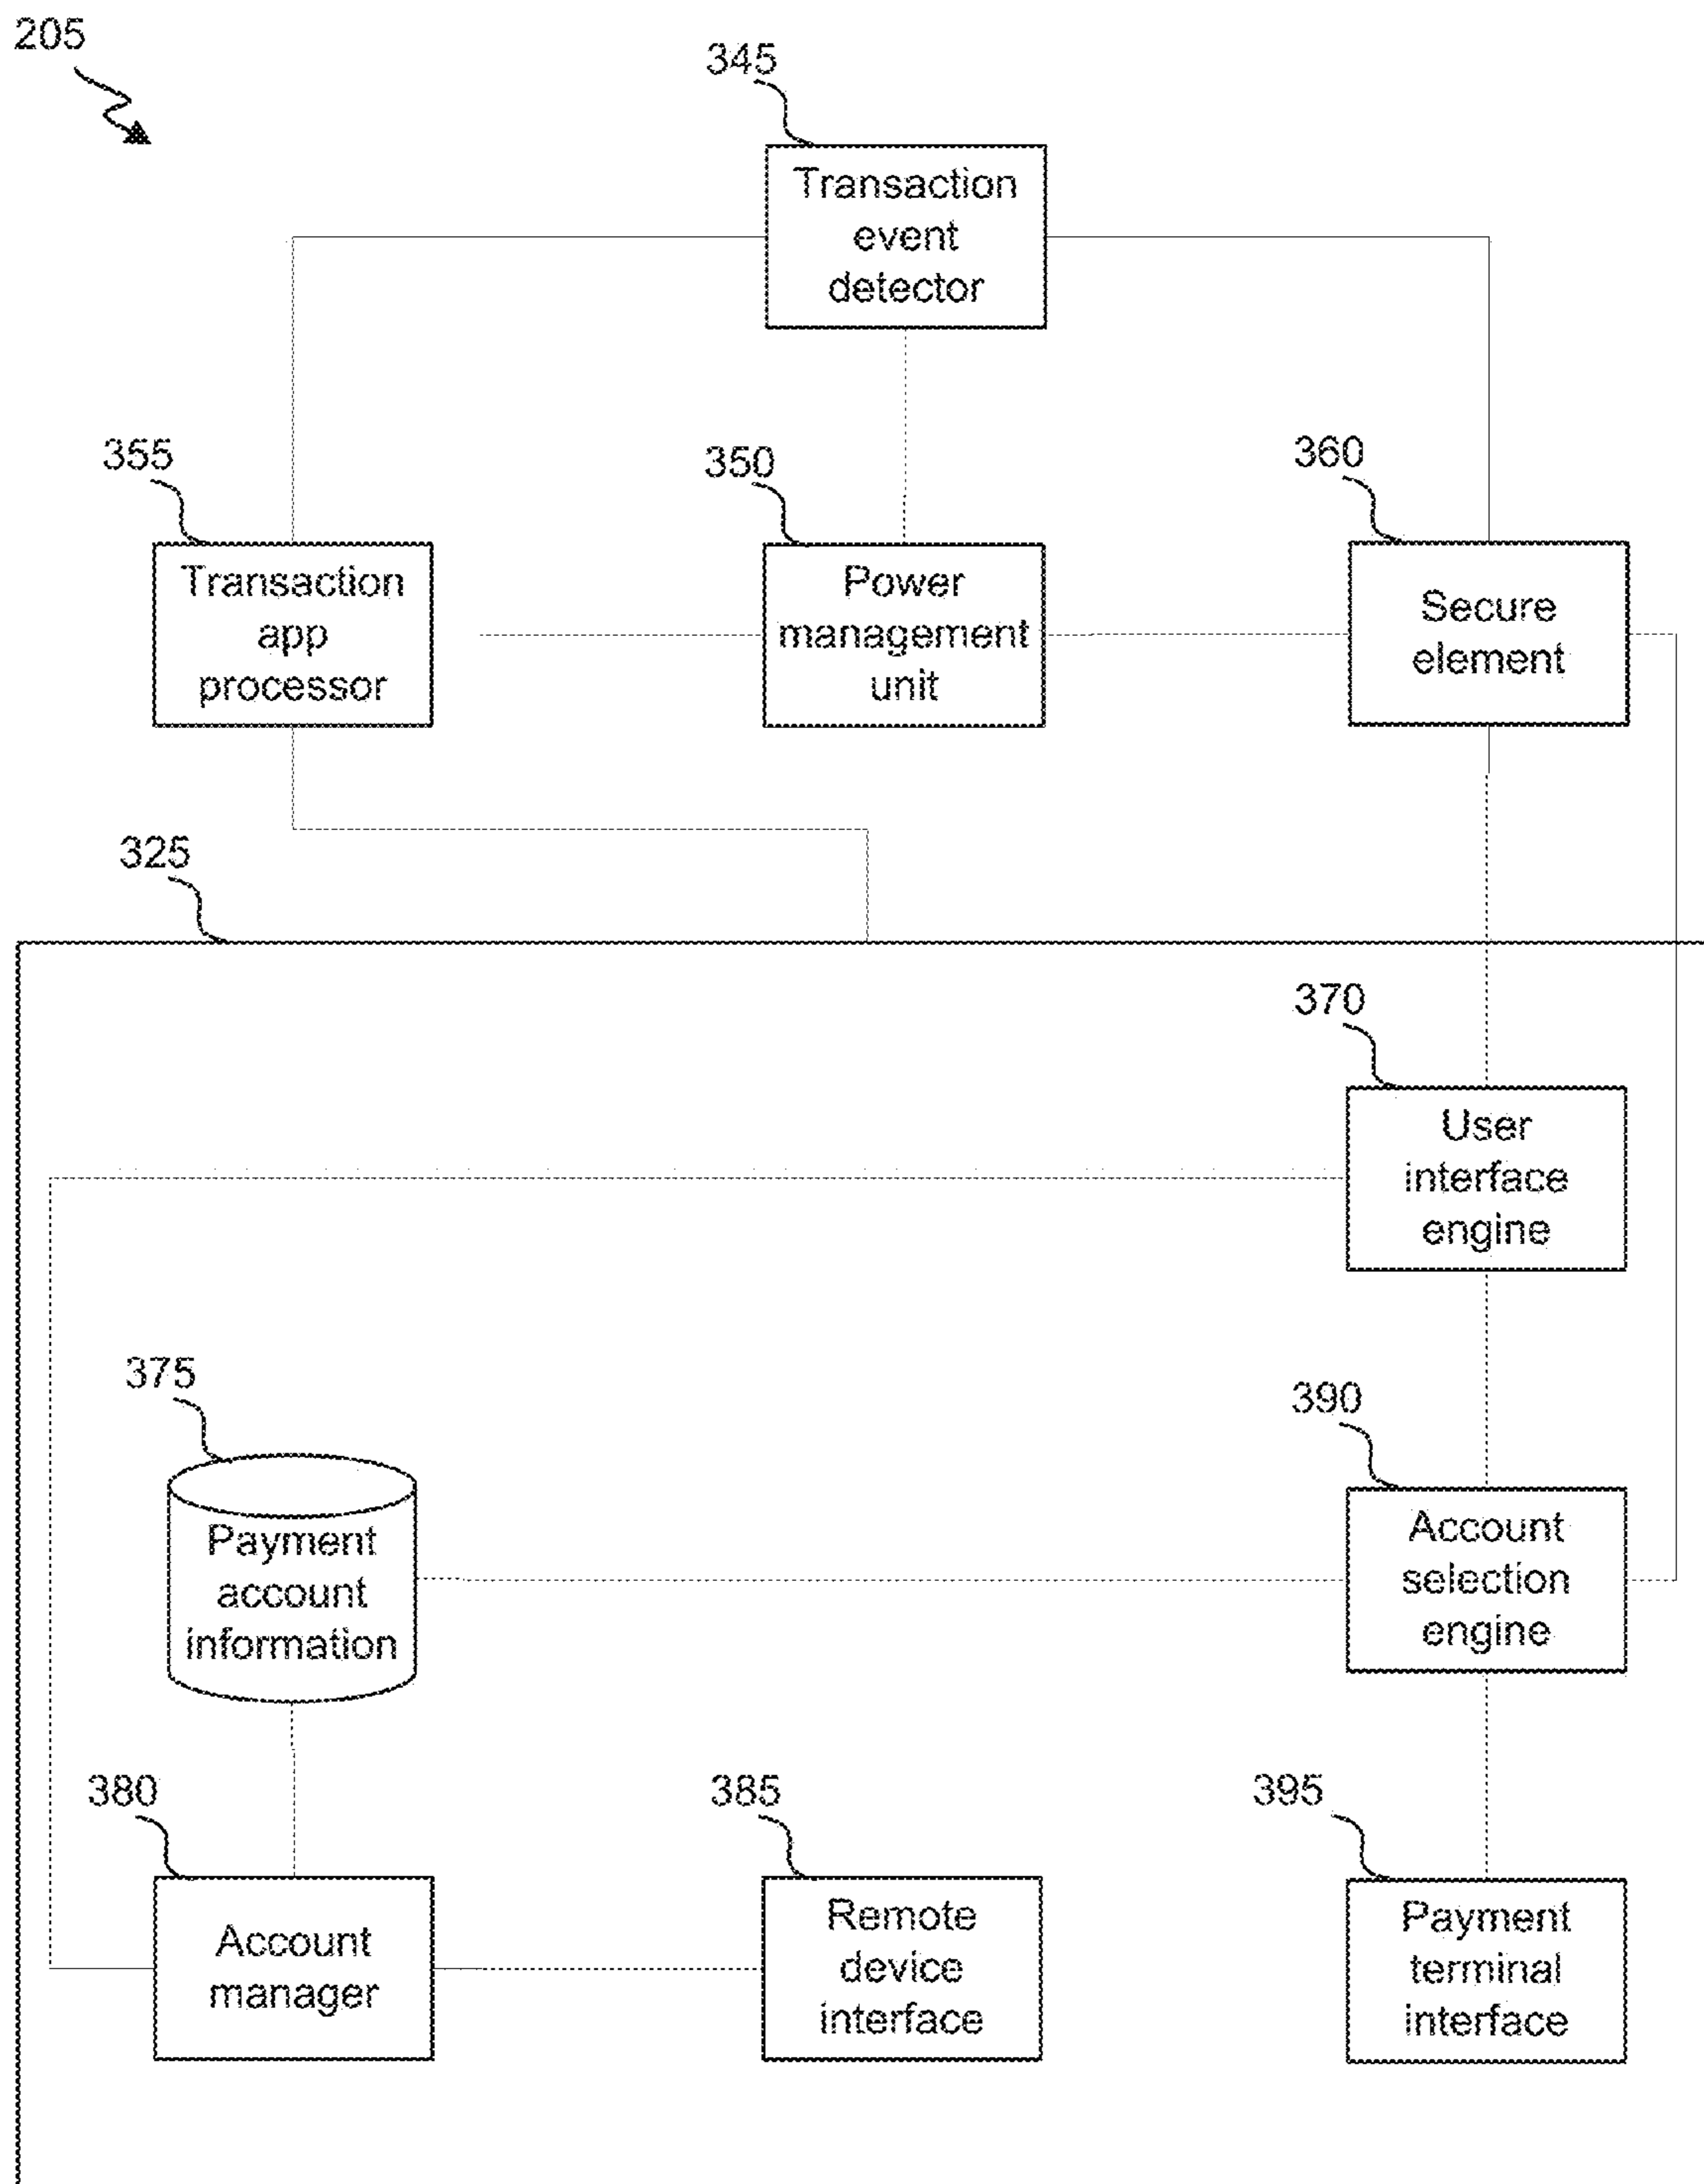 205
345
Transaction
event
detector
355
350
360
Transaction
app
processor
Power
management
unit
Secure
element
325
370
User
interface
engine
375
390
Payment
account
information
Account
selection
engine
380
385
395
Account
manager
Remote
device
interface
Payment
terminal
interface